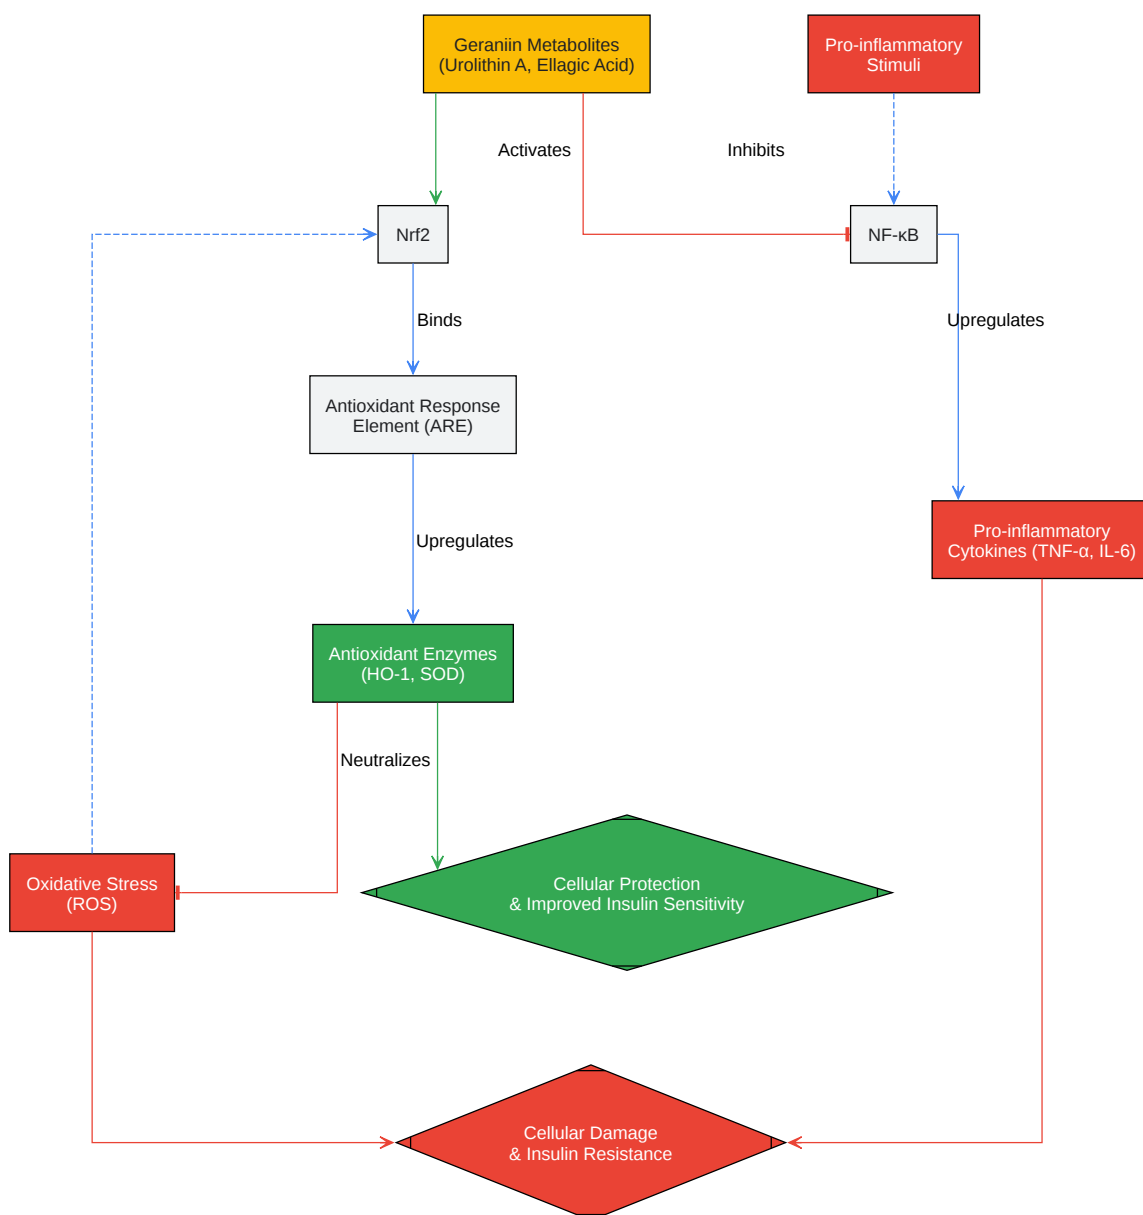 Geraniin Metabolites
(Urolithin A, Ellagic Acid)
Pro-inflammatory
Stimuli
Activates
Inhibits
Nrf2
NF-κB
Binds
Upregulates
Antioxidant Response
Element (ARE)
Pro-inflammatory
Cytokines (TNF-α, IL-6)
Upregulates
Antioxidant Enzymes
(HO-1, SOD)
Neutralizes
Oxidative Stress
(ROS)
Cellular Protection
& Improved Insulin Sensitivity
Cellular Damage
& Insulin Resistance